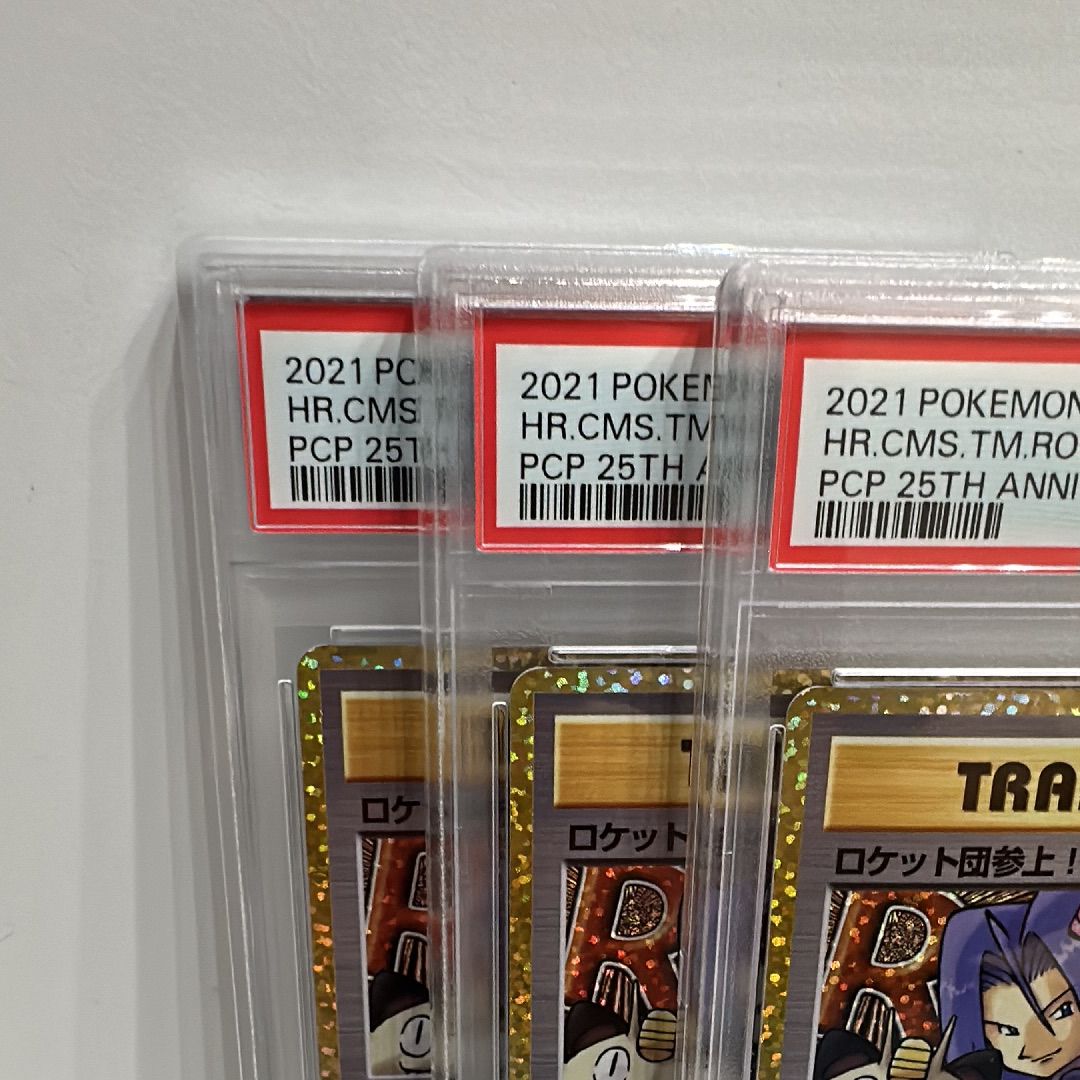 2021 PO
HR.CMS
PCP 25T
2021 POKEM
HR.CMS.TM
PCP 25TH A
2021 POKEMON
HR.CMS.TM.RO
PCP 25TH ANNI
ロケ
ロケット
TRA
ロケット団参上!